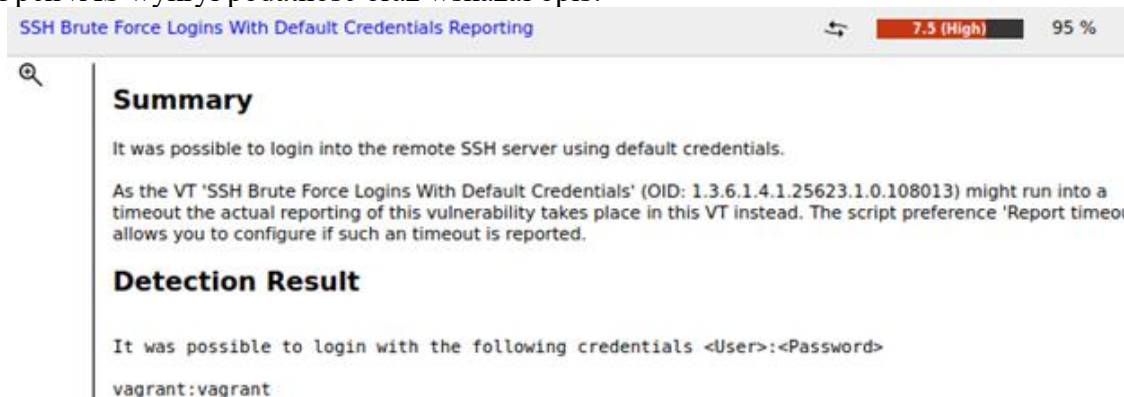 SSH Brute Force Logins With Default Credentials Reporting 7.5 (High) 95 %
Summary
It was possible to login into the remote SSH server using default credentials.
As the VT 'SSH Brute Force Logins With Default Credentials' (OID: 1.3.6.1.4.1.25623.1.0.108013) might run into a
timeout the actual reporting of this vulnerability takes place in this VT instead. The script preference 'Report timeou
allows you to configure if such an timeout is reported.
Detection Result
It was possible to login with the following credentials <User>:<Password>
vagrant:vagrant